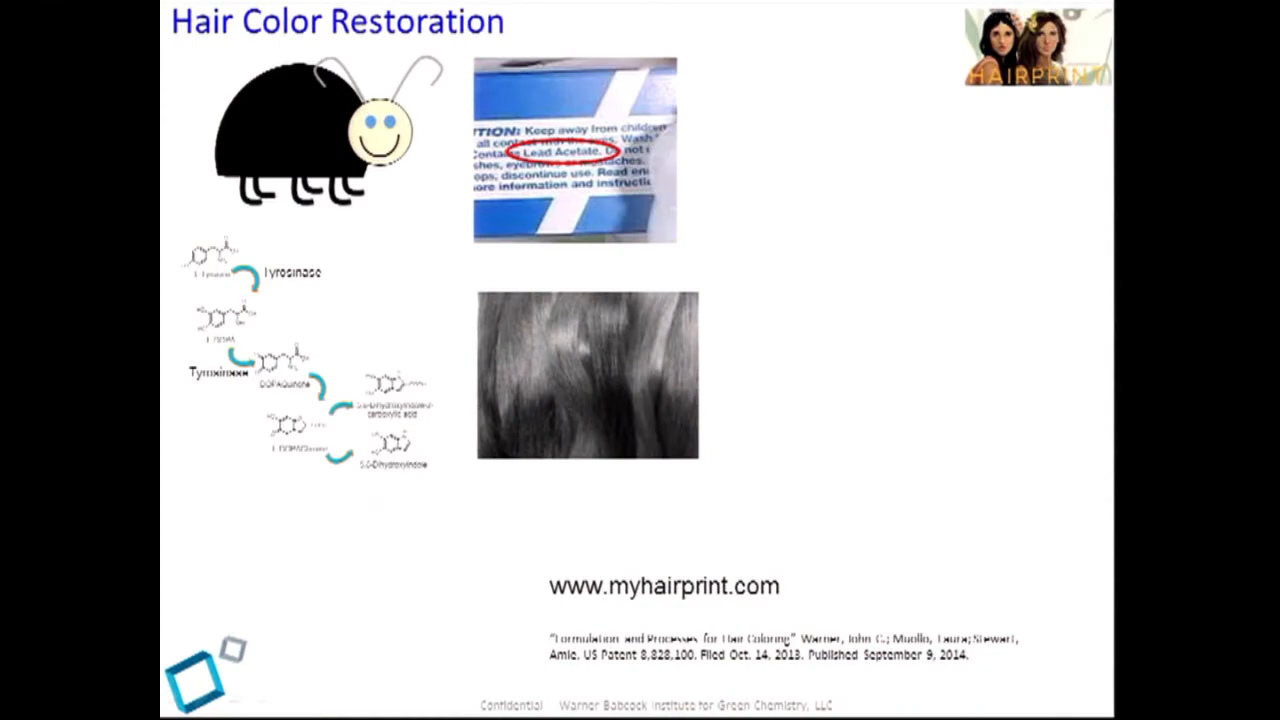 Hair Color Restoration
HAIRPRINT
TION: Keep away from children
all contact with the eyes. Wash
Contains Lead Acetate. Do not
shes, eyebrows or mustaches.
ops, discontinue use. Read
ore information and instructi
L-Tyrosine
Tyrosinase
L-DOPA
Tyrosinase
DOPAQuinone
5,6-Dihydroxyindole-2-
carboxylic acid
5,6-Dihydroxyindole
www.myhairprint.com
"Formulation and Processes for Hair Coloring" Warner, John C.; Muollo, Laura; Stewart,
Amie. US Patent 8,828,100. Filed Oct. 14, 2013. Published September 9, 2014.
Confidential Warner Babcock Institute for Green Chemistry, LLC